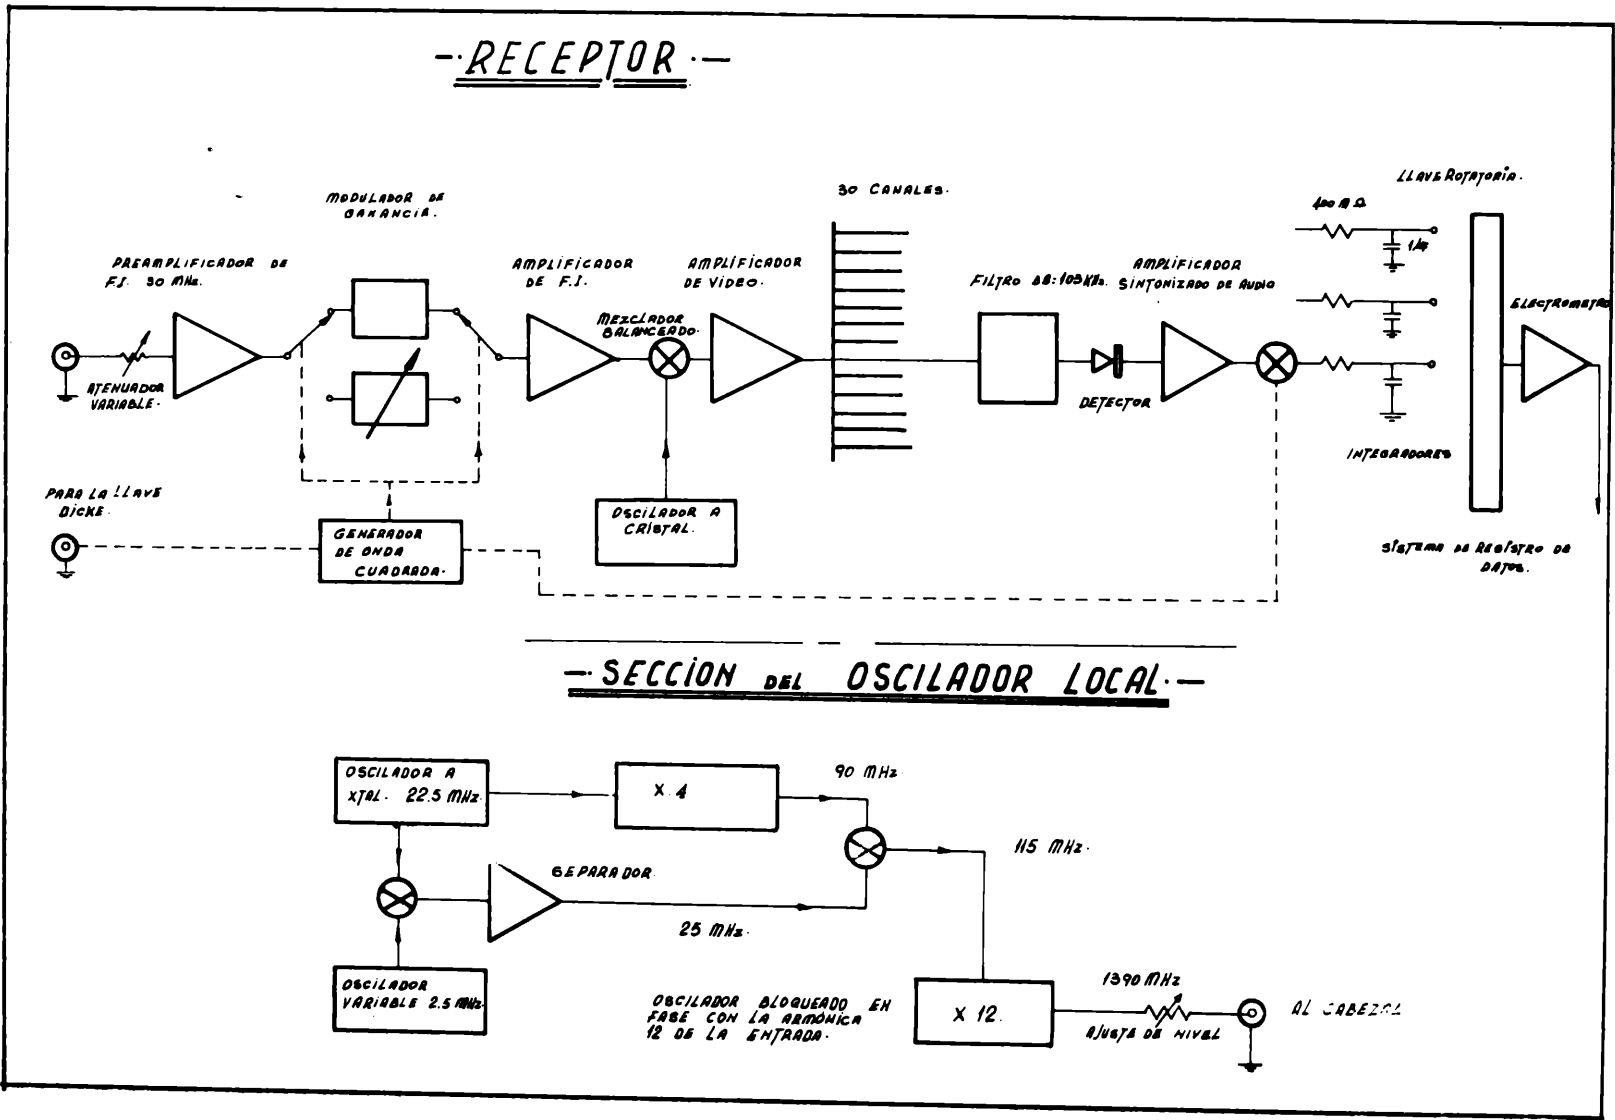 -·RECEPTOR·-
MODULADOR DE
GANANCIA.
30 CANALES.
LLAVE ROTATORIA.
400 M Ω
PREAMPLIFICADOR DE
F.I. 30 MHz.
AMPLIFICADOR
DE F.I.
AMPLIFICADOR
DE VIDEO.
MEZCLADOR
BALANCEADO.
FILTRO
AMPLIFICADOR
SINTONIZADO DE AUDIO
ELECTROMETRO
ATENUADOR
VARIABLE.
DETECTOR
INTEGRADORES
PARA LA LLAVE
DICKE.
GENERADOR
DE ONDA
CUADRADA.
OSCILADOR A
CRISTAL.
SISTEMA DE REGISTRO DE
DATOS.
-·SECCION DEL OSCILADOR LOCAL·-
OSCILADOR A
XTAL. 22.5 MHz.
X 4
90 MHz
115 MHz.
SEPARADOR.
25 MHz.
OSCILADOR
VARIABLE 2.5 MHz.
OSCILADOR BLOQUEADO EN
FASE CON LA ARMÓNICA
12 DE LA ENTRADA.
X 12.
1390 MHz
AJUSTE DE NIVEL
AL CABEZAL